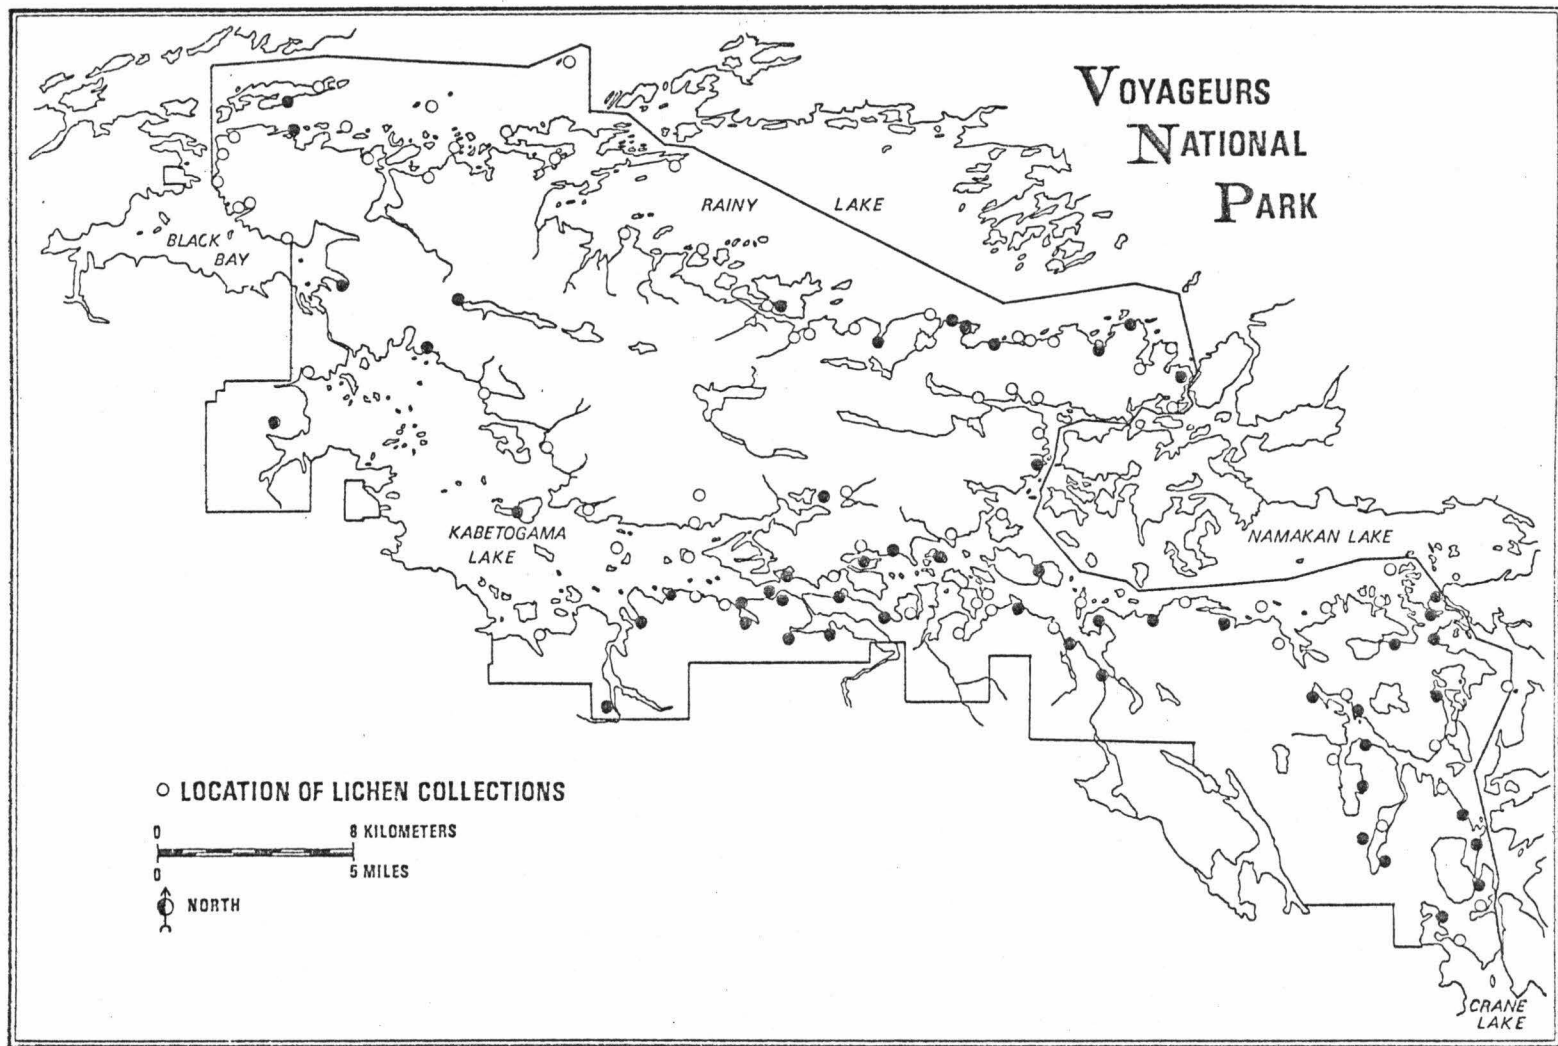 VOYAGEURS
NATIONAL
PARK
RAINY LAKE
BLACK
BAY
KABETOGAMA
LAKE
NAMAKAN LAKE
LOCATION OF LICHEN COLLECTIONS
0 8 KILOMETERS
0 5 MILES
NORTH
CRANE
LAKE